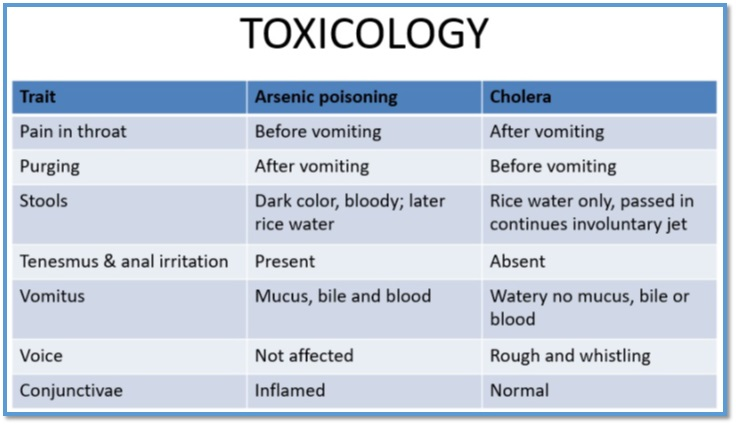 TOXICOLOGY
Trait Arsenic poisoning Cholera
Pain in throat Before vomiting After vomiting
Purging After vomiting Before vomiting
Stools Dark color, bloody; later Rice water only, passed in
rice water continues involuntary jet
Tenesmus & anal irritation Present Absent
Vomitus Mucus, bile and blood Watery no mucus, bile or
blood
Voice Not affected Rough and whistling
Conjunctivae Inflamed Normal